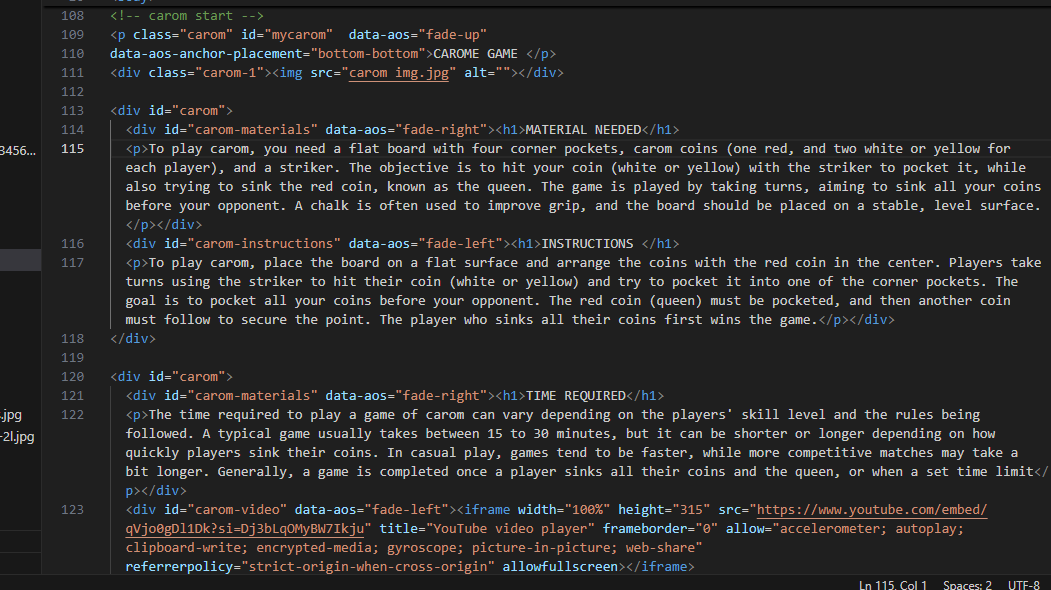 108 <!-- carom start -->
109 <p class="carom" id="mycarom"  data-aos="fade-up"
110 data-aos-anchor-placement="bottom-bottom">CAROME GAME </p>
111 <div class="carom-1"><img src="carom img.jpg" alt=""></div>
112
113 <div id="carom">
114 <div id="carom-materials" data-aos="fade-right"><h1>MATERIAL NEEDED</h1>
3456...
115 <p>To play carom, you need a flat board with four corner pockets, carom coins (one red, and two white or yellow for
each player), and a striker. The objective is to hit your coin (white or yellow) with the striker to pocket it, while
also trying to sink the red coin, known as the queen. The game is played by taking turns, aiming to sink all your coins
before your opponent. A chalk is often used to improve grip, and the board should be placed on a stable, level surface.
</p></div>
116 <div id="carom-instructions" data-aos="fade-left"><h1>INSTRUCTIONS </h1>
117 <p>To play carom, place the board on a flat surface and arrange the coins with the red coin in the center. Players take
turns using the striker to hit their coin (white or yellow) and try to pocket it into one of the corner pockets. The
goal is to pocket all your coins before your opponent. The red coin (queen) must be pocketed, and then another coin
must follow to secure the point. The player who sinks all their coins first wins the game.</p></div>
118 </div>
119
120 <div id="carom">
121 <div id="carom-materials" data-aos="fade-right"><h1>TIME REQUIRED</h1>
.jpg
122 <p>The time required to play a game of carom can vary depending on the players' skill level and the rules being
-2l.jpg
followed. A typical game usually takes between 15 to 30 minutes, but it can be shorter or longer depending on how
quickly players sink their coins. In casual play, games tend to be faster, while more competitive matches may take a
bit longer. Generally, a game is completed once a player sinks all their coins and the queen, or when a set time limit</
p></div>
123 <div id="carom-video" data-aos="fade-left"><iframe width="100%" height="315" src="https://www.youtube.com/embed/
qVjo0gDl1Dk?si=Dj3bLqOMyBW7Ikju" title="YouTube video player" frameborder="0" allow="accelerometer; autoplay;
clipboard-write; encrypted-media; gyroscope; picture-in-picture; web-share"
referrerpolicy="strict-origin-when-cross-origin" allowfullscreen></iframe>
Ln 115, Col 1 Spaces: 2 UTF-8